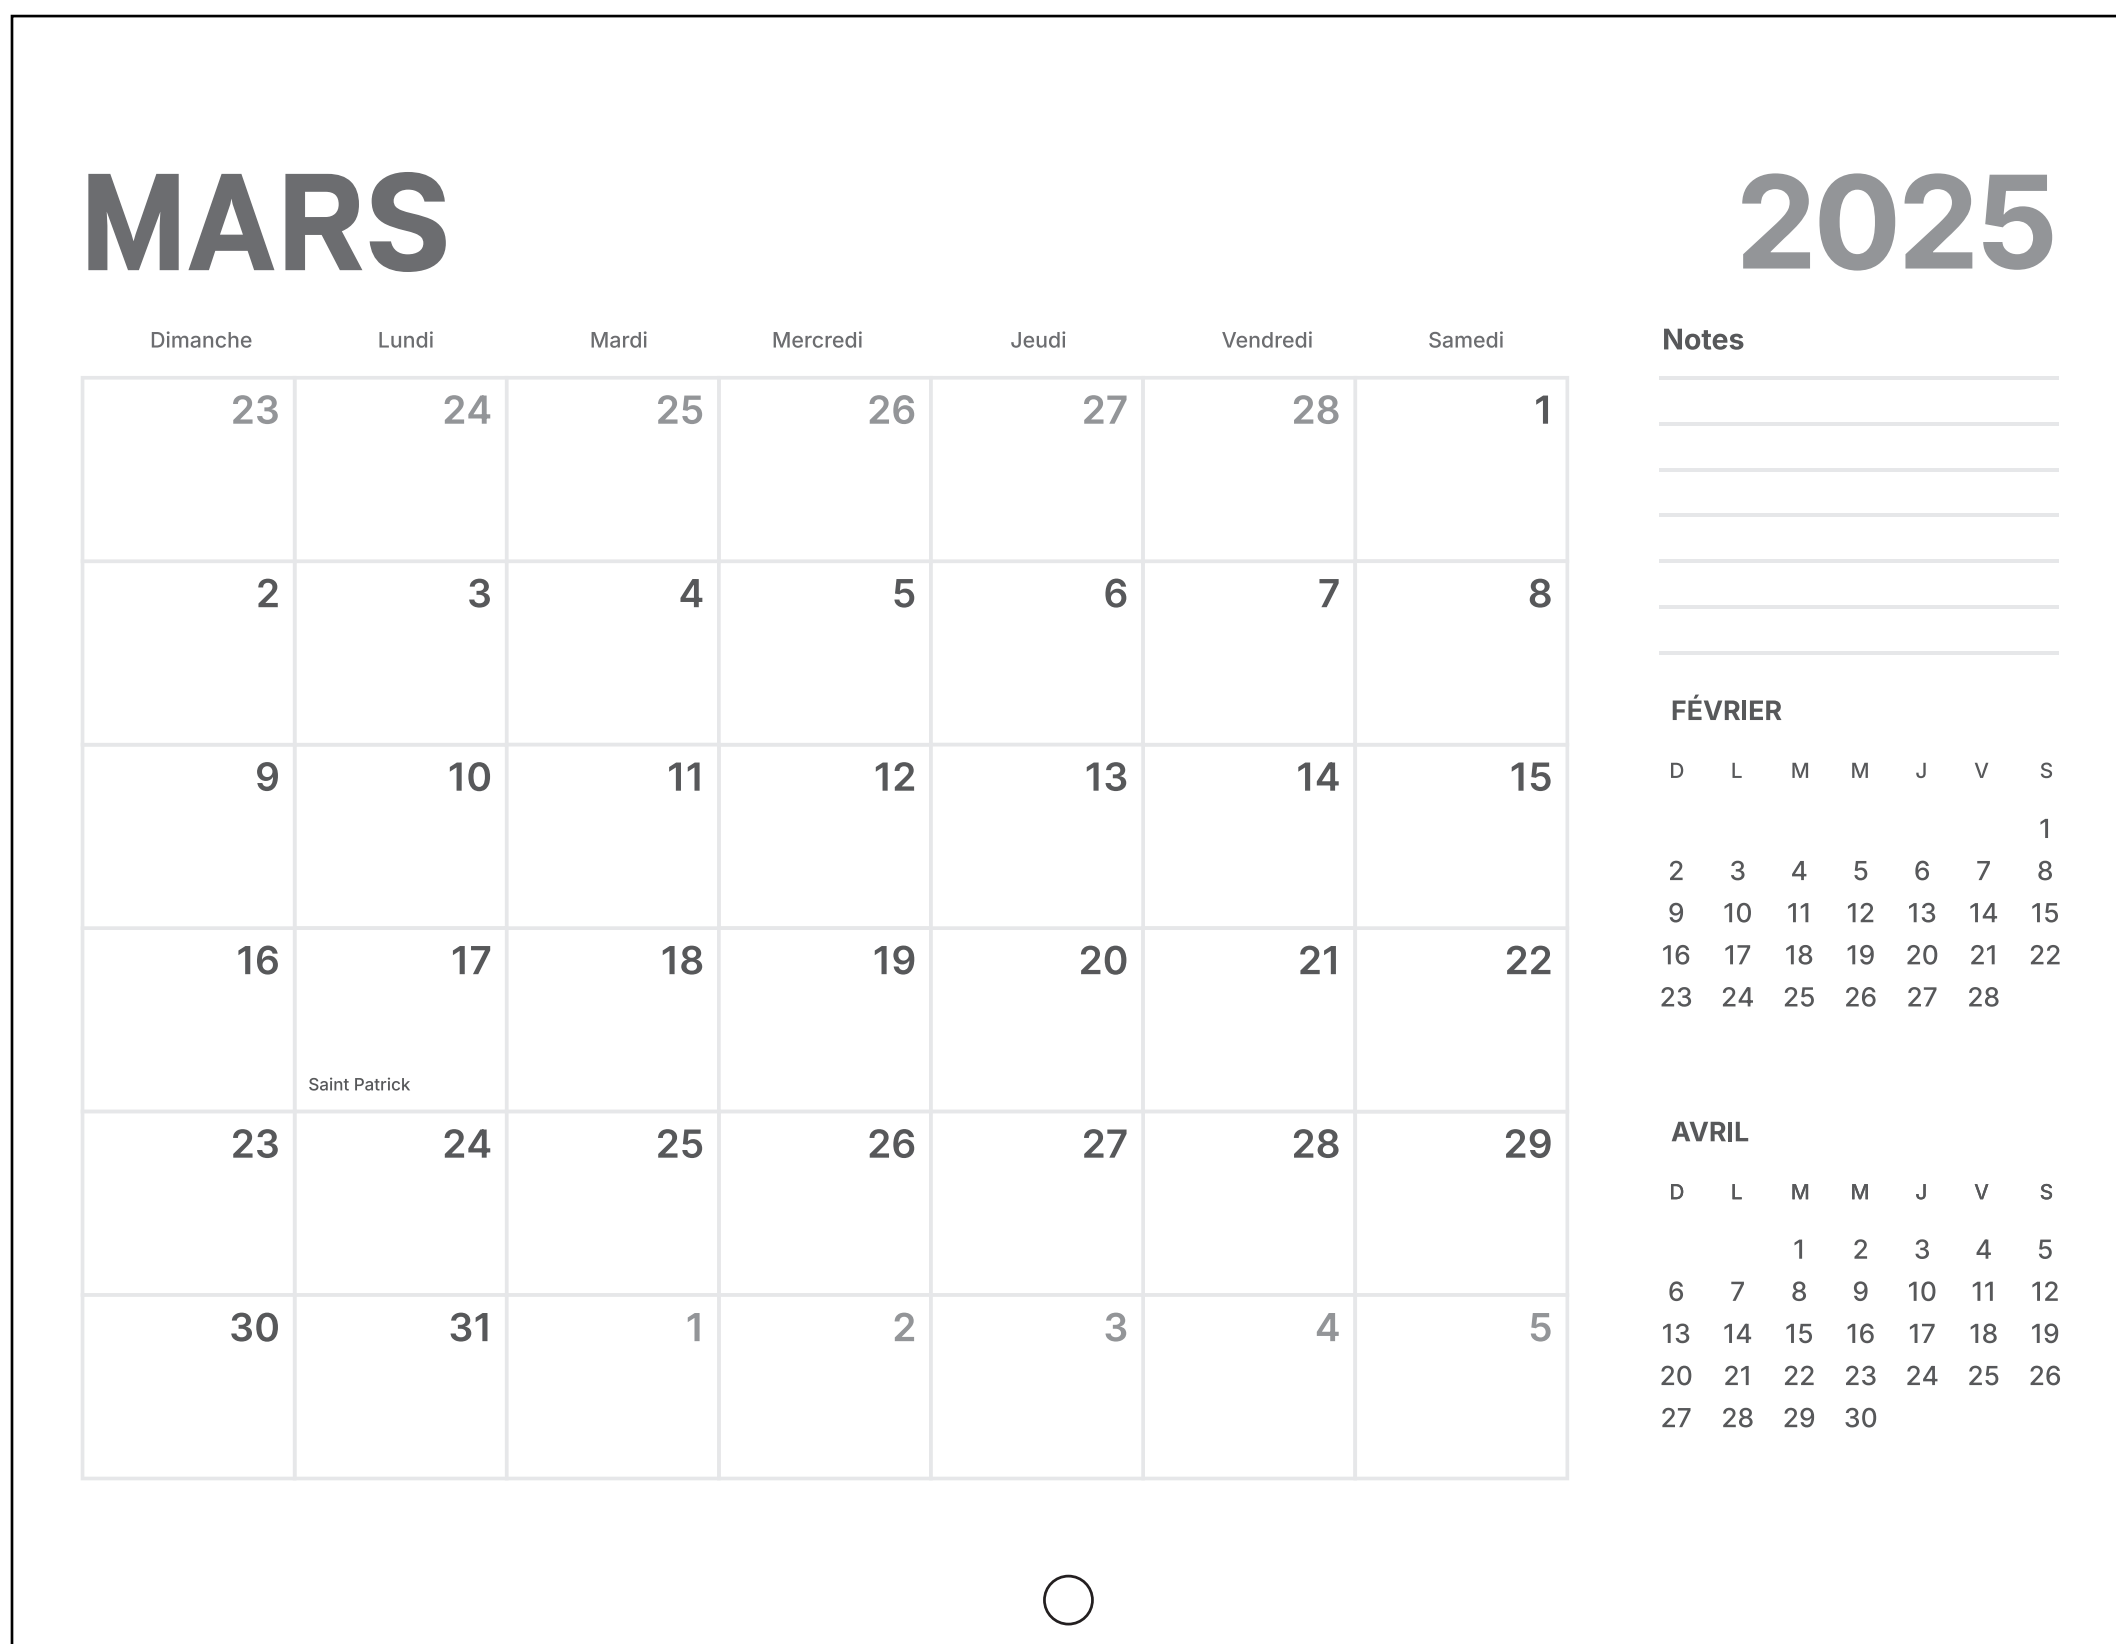 MARS 2025
Dimanche Lundi Mardi Mercredi Jeudi Vendredi Samedi
23 24 25 26 27 28 1
2 3 4 5 6 7 8
9 10 11 12 13 14 15
16 17 18 19 20 21 22
Saint Patrick
23 24 25 26 27 28 29
30 31 1 2 3 4 5
Notes
FÉVRIER
D L M M J V S
1
2 3 4 5 6 7 8
9 10 11 12 13 14 15
16 17 18 19 20 21 22
23 24 25 26 27 28
AVRIL
D L M M J V S
1 2 3 4 5
6 7 8 9 10 11 12
13 14 15 16 17 18 19
20 21 22 23 24 25 26
27 28 29 30